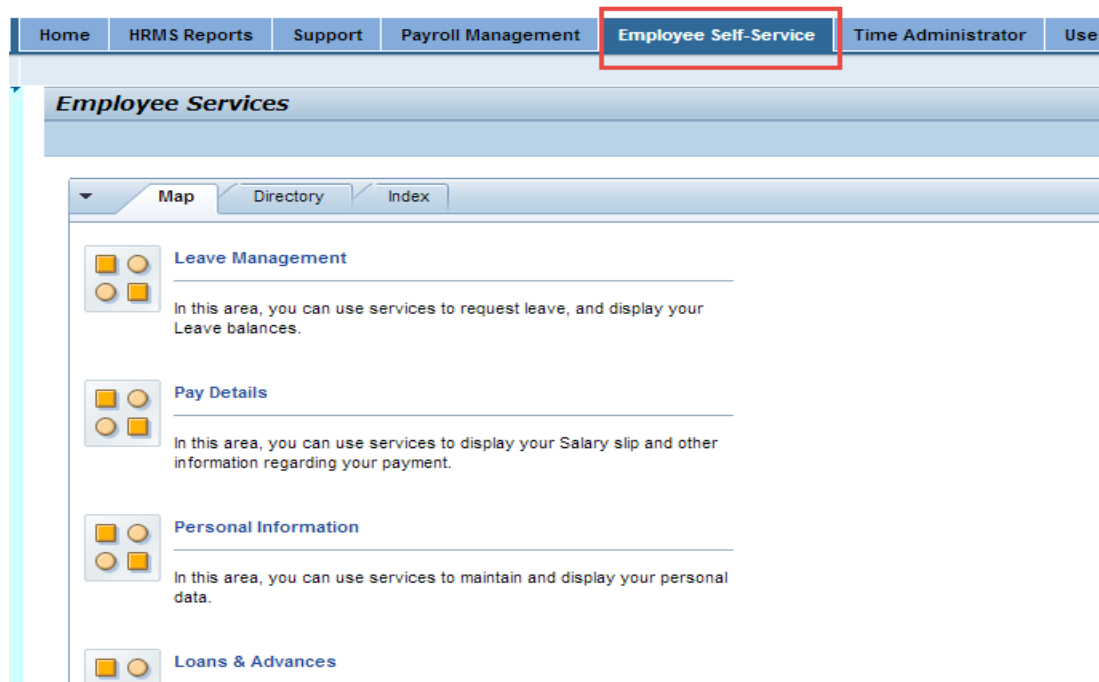 Home HRMS Reports Support Payroll Management Employee Self-Service Time Administrator Use
Employee Services
Map Directory Index
Leave Management
In this area, you can use services to request leave, and display your
Leave balances.
Pay Details
In this area, you can use services to display your Salary slip and other
information regarding your payment.
Personal Information
In this area, you can use services to maintain and display your personal
data.
Loans & Advances